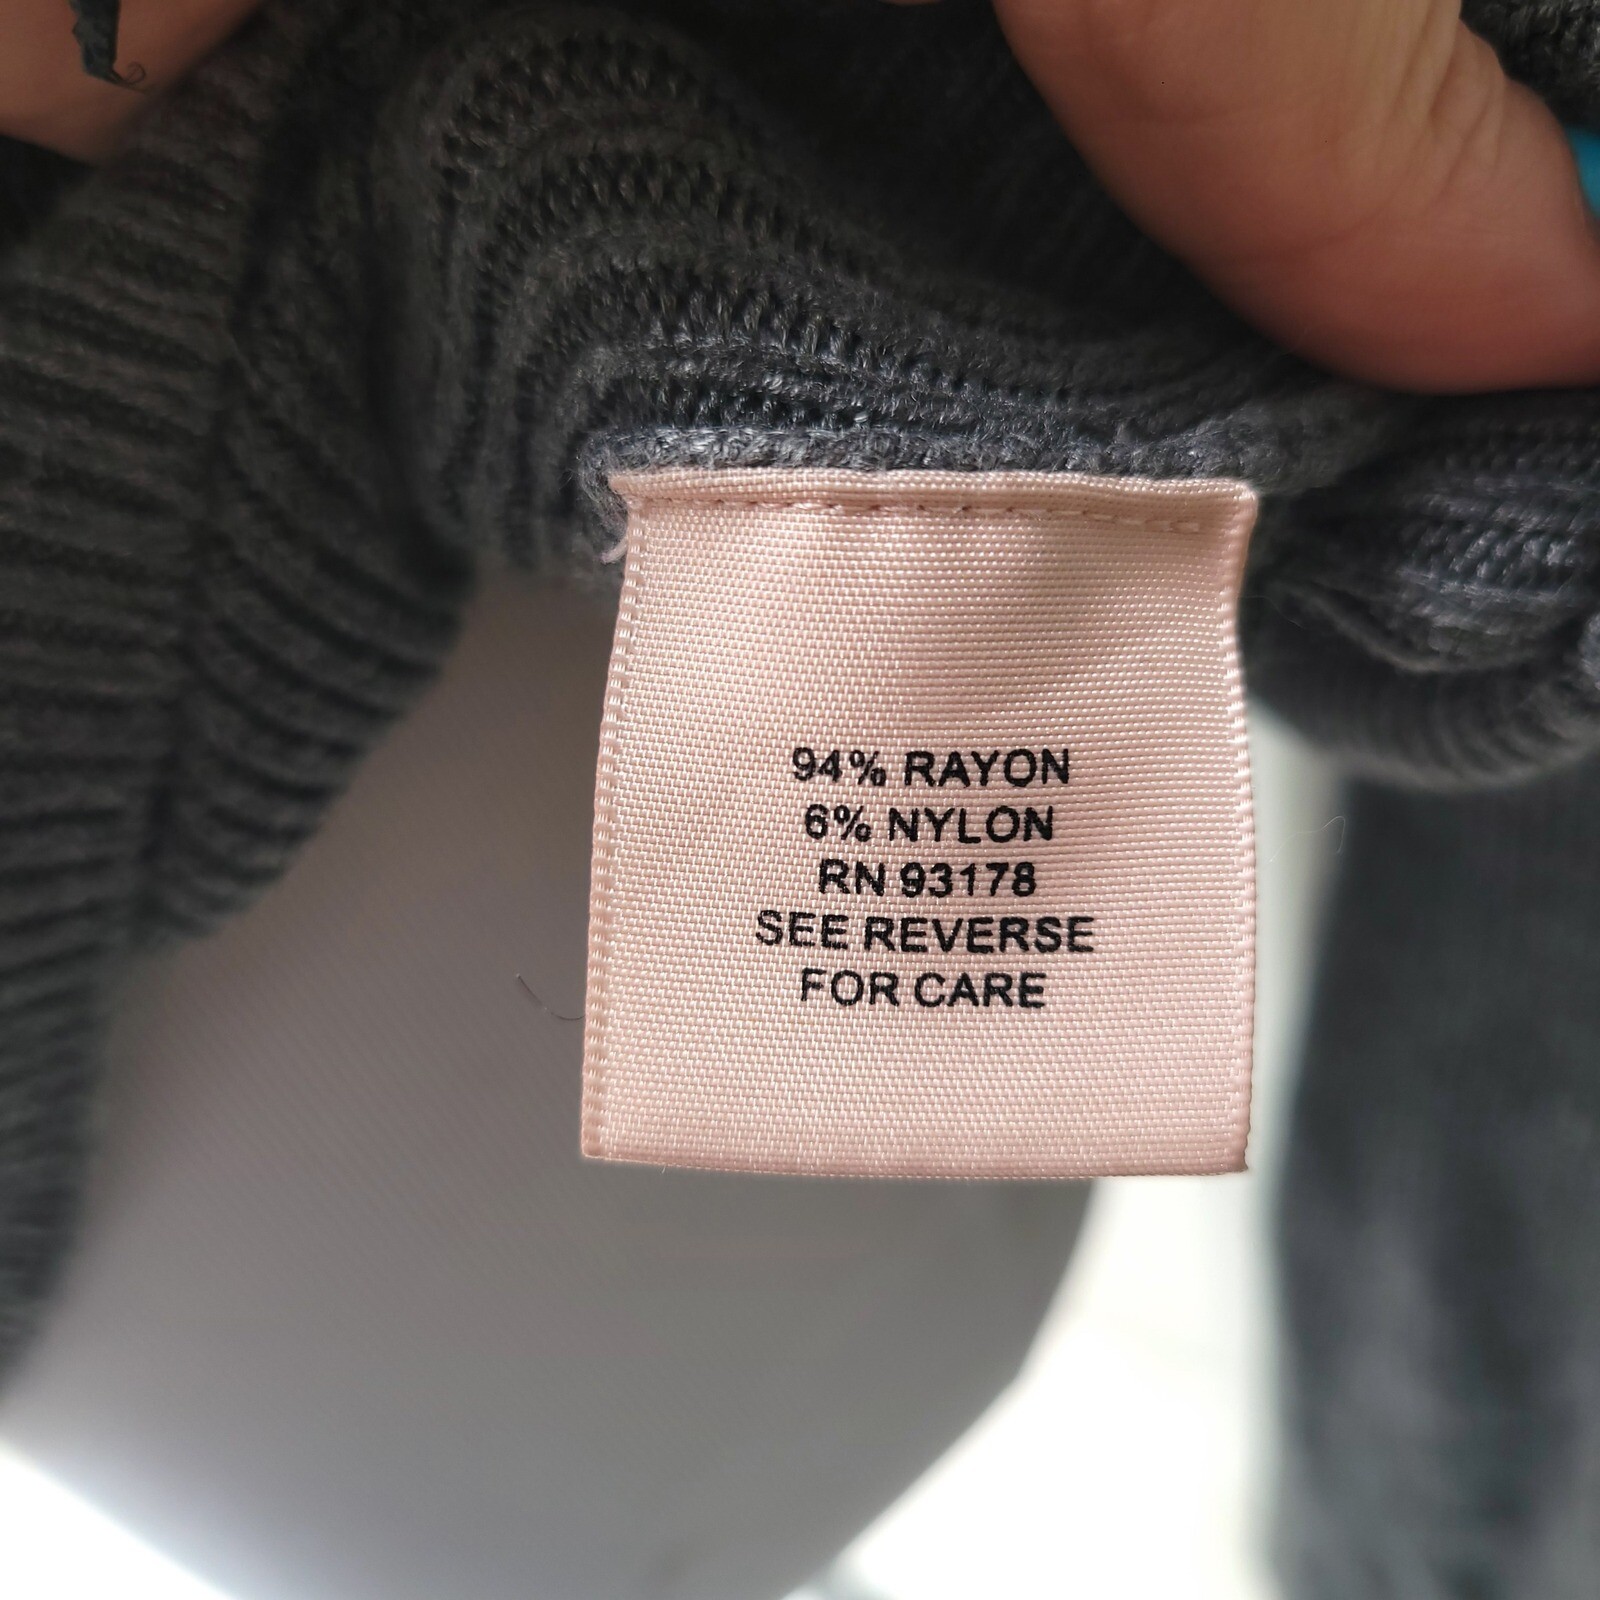 94% RAYON
6% NYLON
RN 93178
SEE REVERSE
FOR CARE